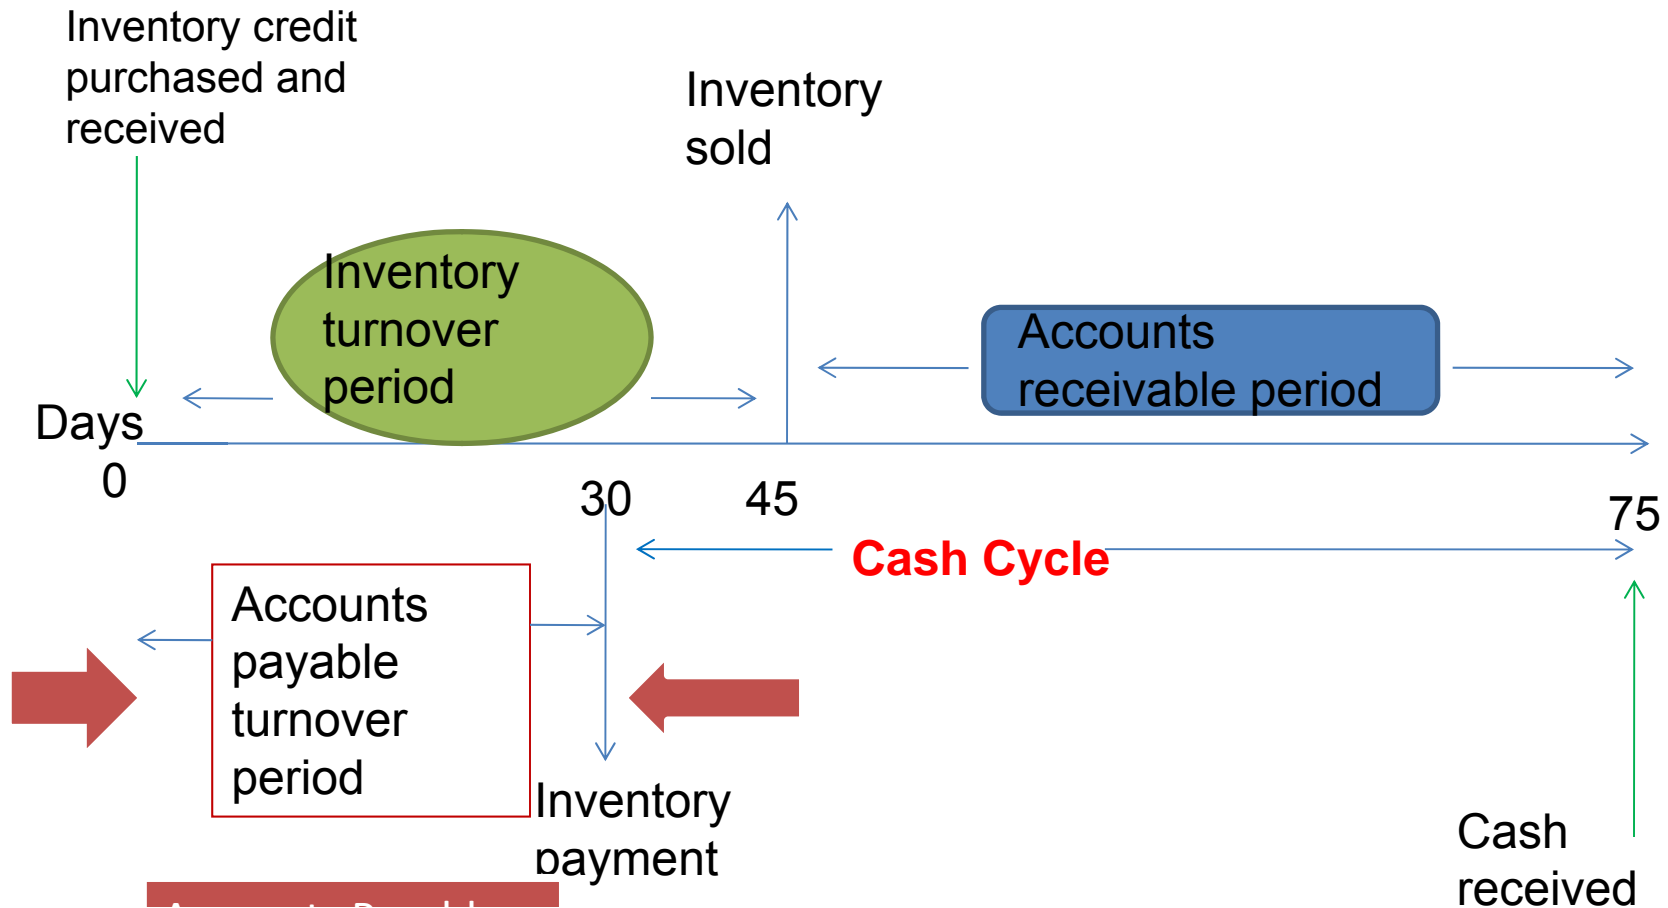 Inventory credit
purchased and
received
Inventory
sold
Inventory
turnover
period
Accounts
receivable period
Days
0
30
45
75
Cash Cycle
Accounts
payable
turnover
period
Inventory
payment
Cash
received